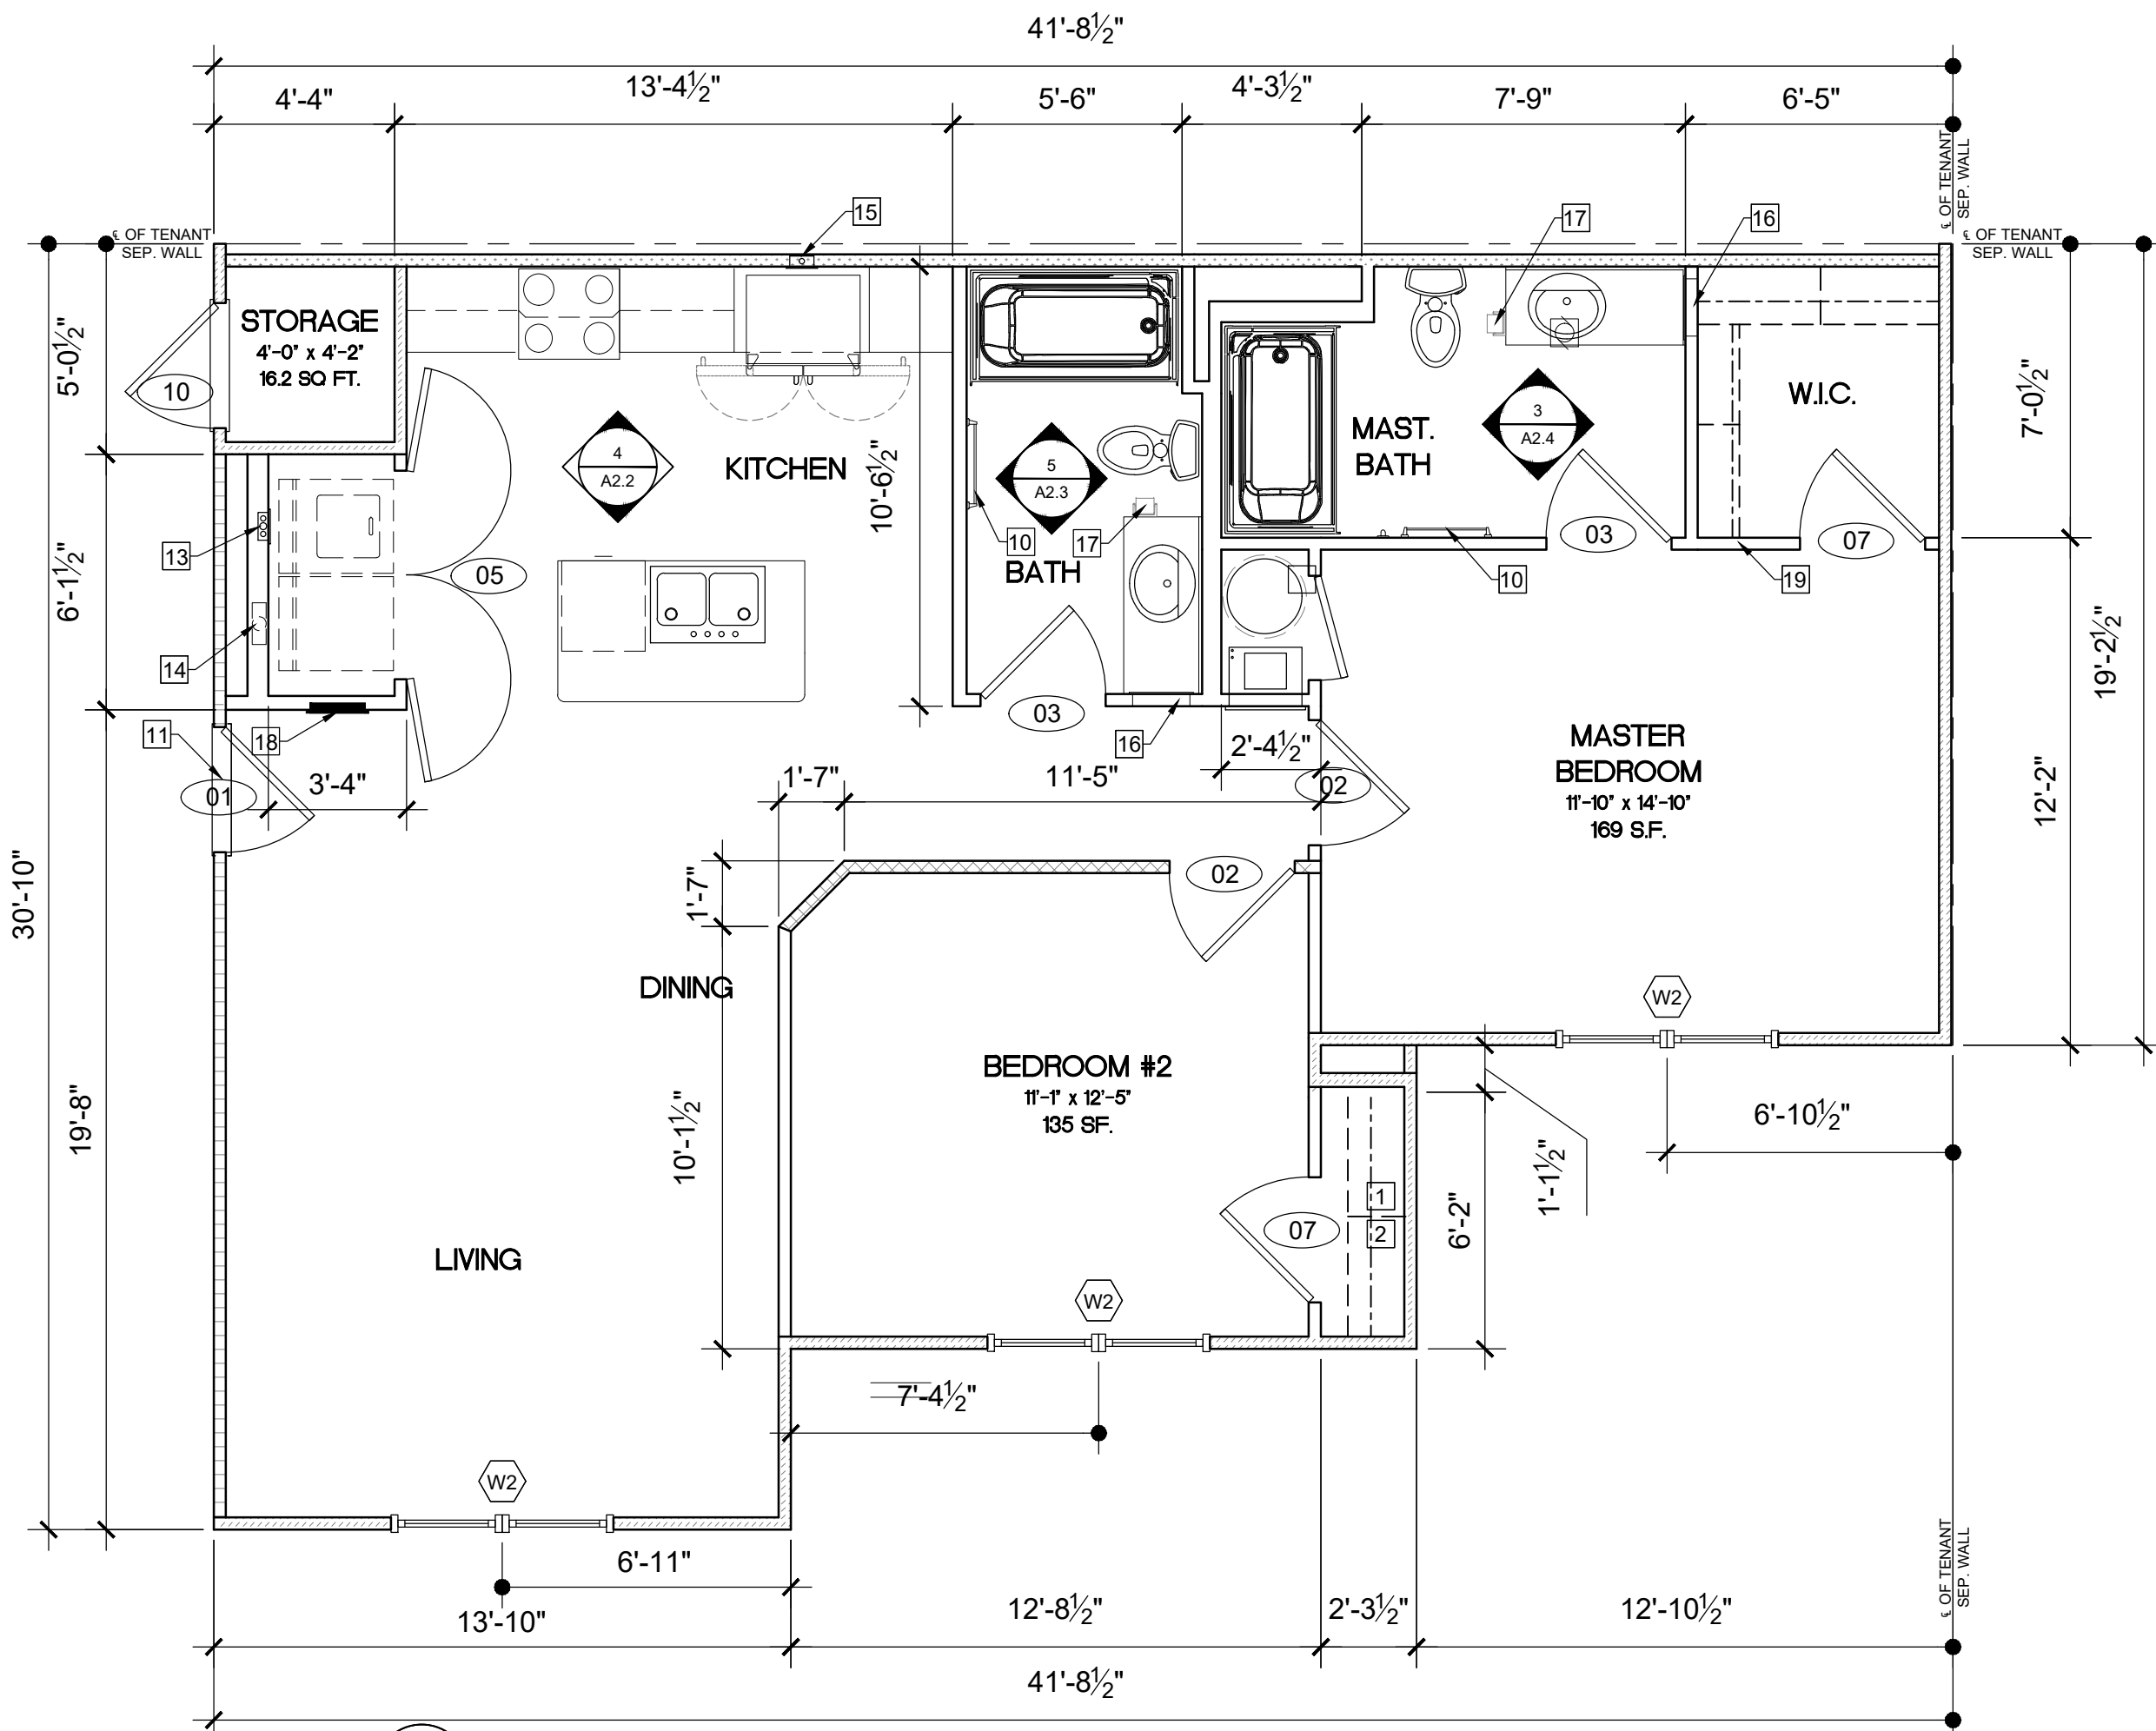 41'-8½"
4'-4"
13'-4½"
5'-6"
4'-3½"
7'-9"
6'-5"
℄ OF TENANT
SEP. WALL
15
17
16
℄ OF TENANT
SEP. WALL
℄ OF TENANT
SEP. WALL
STORAGE
4'-0" x 4'-2"
16.2 SQ FT.
10
5'-0½"
W.I.C.
7'-0½"
4
A2.2
KITCHEN
10'-6½"
5
A2.3
MAST.
BATH
3
A2.4
13
05
10
17
BATH
03
07
10
19
6'-1½"
14
19'-2½"
11
18
03
16
2'-4½"
MASTER
BEDROOM
11'-10" x 14'-10"
169 S.F.
01
3'-4"
1'-7"
11'-5"
02
12'-2"
30'-10"
1'-7"
02
DINING
W2
BEDROOM #2
11'-1" x 12'-5"
135 SF.
19'-8"
10'-1½"
6'-10½"
1'-1½"
1
2
6'-2"
07
LIVING
W2
7'-4½"
W2
6'-11"
℄ OF TENANT
SEP. WALL
13'-10"
12'-8½"
2'-3½"
12'-10½"
41'-8½"